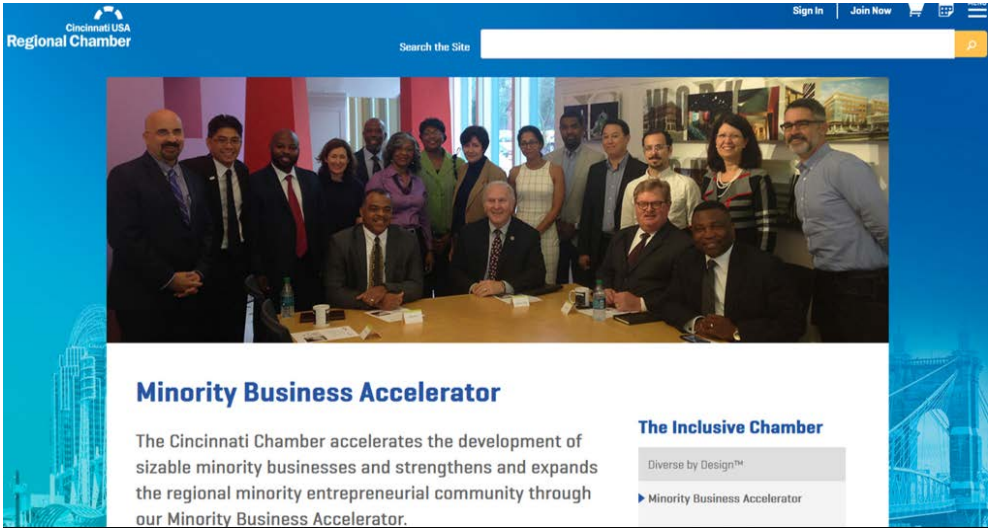 Cincinnati USA
Regional Chamber
Sign In
Join Now
Search the Site
WORK
Minority Business Accelerator
The Cincinnati Chamber accelerates the development of
sizable minority businesses and strengthens and expands
the regional minority entrepreneurial community through
our Minority Business Accelerator.
The Inclusive Chamber
Diverse by Design™
Minority Business Accelerator